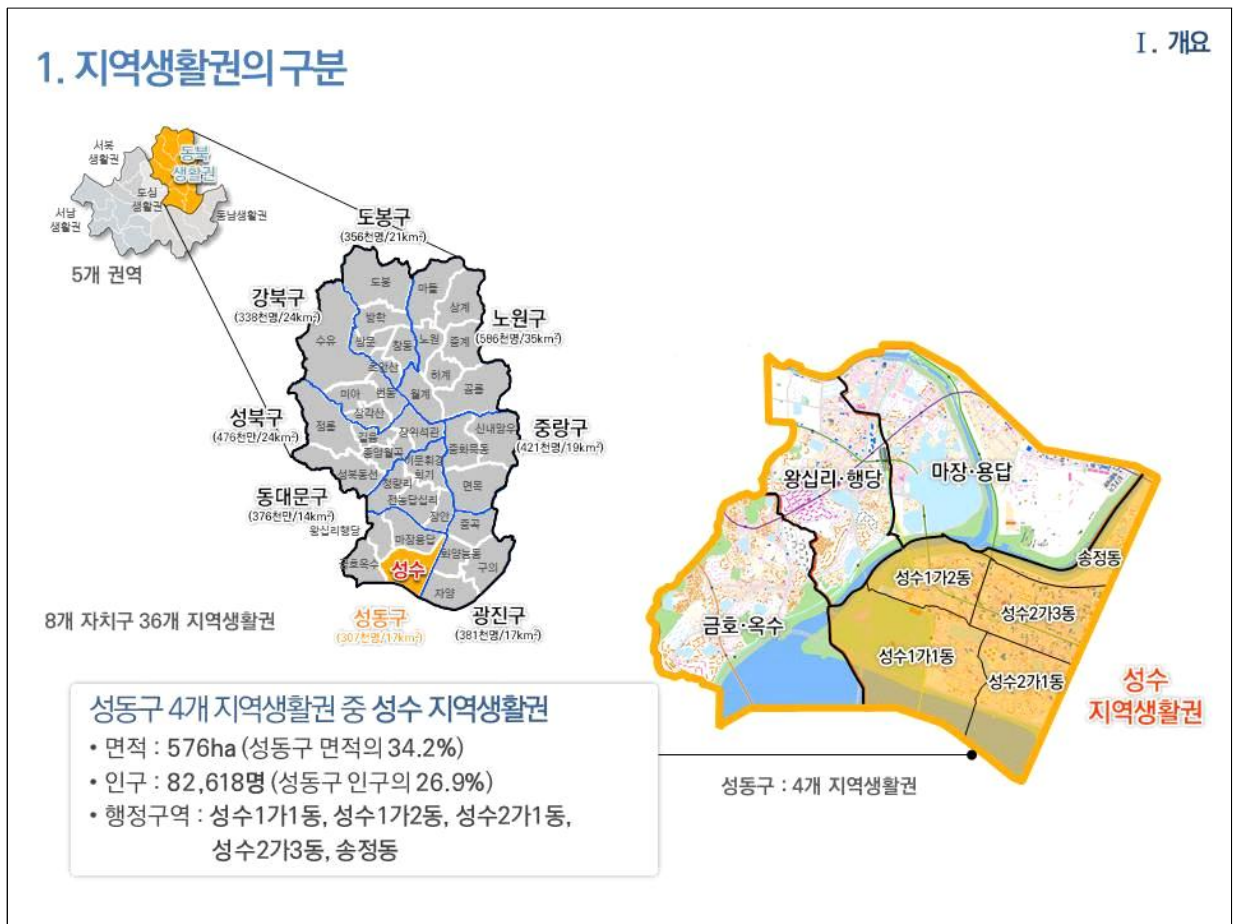 I. 개요
1. 지역생활권의 구분
서북
생활권
동북
생활권
도심
생활권
서남
생활권
동남생활권
5개 권역
도봉구
(356천명/21km²)
강북구
(338천명/24km²)
노원구
(586천명/35km²)
성북구
(476천만/24km²)
중랑구
(421천명/19km²)
동대문구
(376천만/14km²)
성동구
(307천명/17km²)
광진구
(381천명/17km²)
도봉
마들
상계
방학
수유
쌍문
창동
노원
중계
초안산
하계
미아
번동
월계
공릉
삼각산
정릉
길음
장위석관
신내망우
종암월곡
중화묵동
이문휘경
성북동선
회기
청량리
면목
전농답십리
장안
중곡
왕십리행당
마장용답
화양능동
금호옥수
성수
구의
자양
8개 자치구 36개 지역생활권
왕십리·행당
마장·용답
송정동
성수1가2동
성수2가3동
금호·옥수
성수1가1동
성수2가1동
성수
지역생활권
성동구 : 4개 지역생활권
성동구 4개 지역생활권 중 성수 지역생활권
• 면적 : 576ha (성동구 면적의 34.2%)
• 인구 : 82,618명 (성동구 인구의 26.9%)
• 행정구역 : 성수1가1동, 성수1가2동, 성수2가1동,
성수2가3동, 송정동